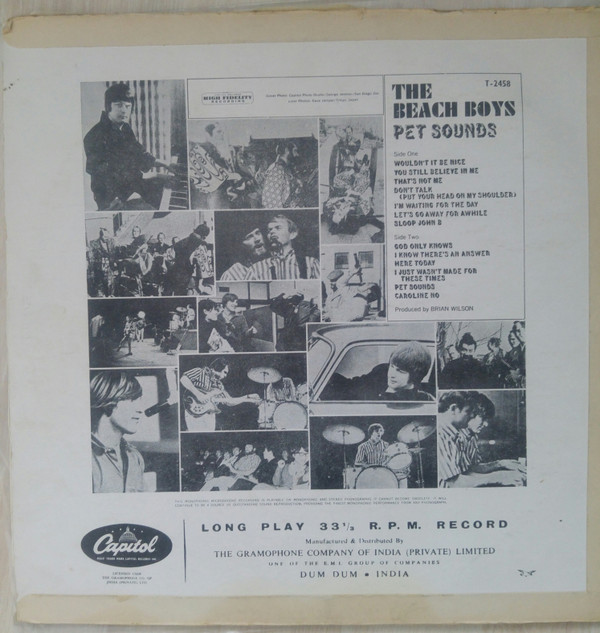 T-2458
THE
BEACH BOYS
PET SOUNDS
HIGH FIDELITY
RECORDING
Side One
WOULDN'T IT BE NICE
YOU STILL BELIEVE IN ME
THAT'S NOT ME
DON'T TALK
(PUT YOUR HEAD ON MY SHOULDER)
I'M WAITING FOR THE DAY
LET'S GO AWAY FOR AWHILE
SLOOP JOHN B
Side Two
GOD ONLY KNOWS
I KNOW THERE'S AN ANSWER
HERE TODAY
I JUST WASN'T MADE FOR
THESE TIMES
PET SOUNDS
CAROLINE NO
Produced by BRIAN WILSON
LONG PLAY 33⅓ R.P.M. RECORD
Manufactured & Distributed By
THE GRAMOPHONE COMPANY OF INDIA (PRIVATE) LIMITED
ONE OF THE E.M.I. GROUP OF COMPANIES
DUM DUM • INDIA
Capitol